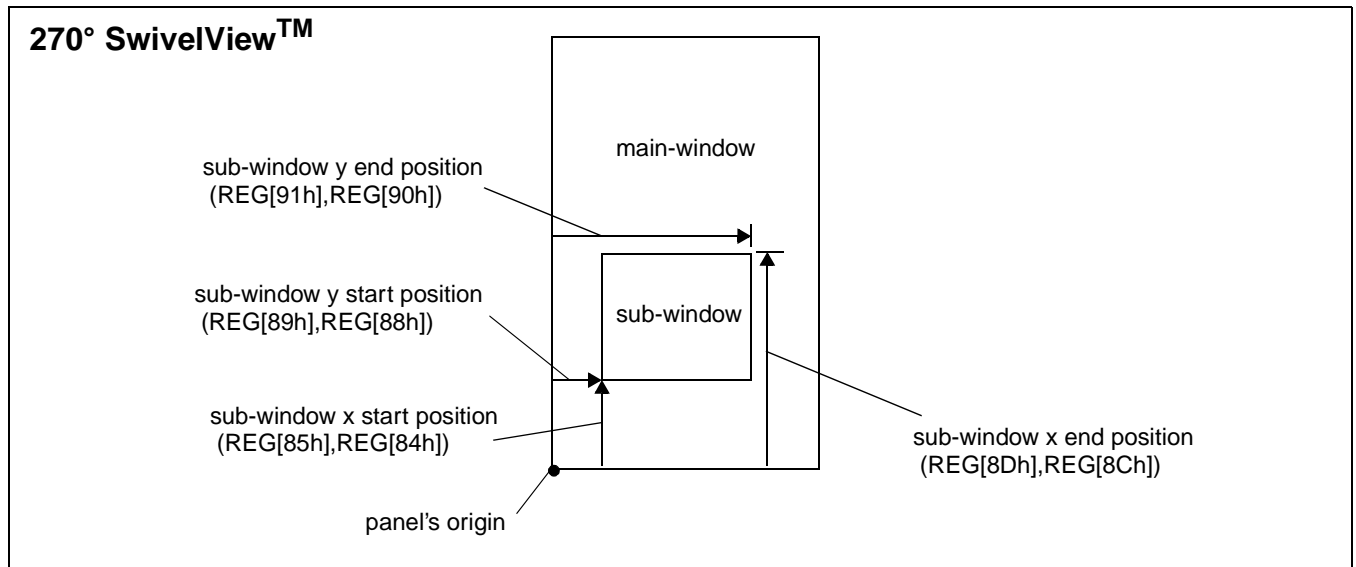 270° SwivelView™
main-window
sub-window y end position
(REG[91h],REG[90h])
sub-window y start position
(REG[89h],REG[88h])
sub-window
sub-window x start position
(REG[85h],REG[84h])
sub-window x end position
(REG[8Dh],REG[8Ch])
panel’s origin